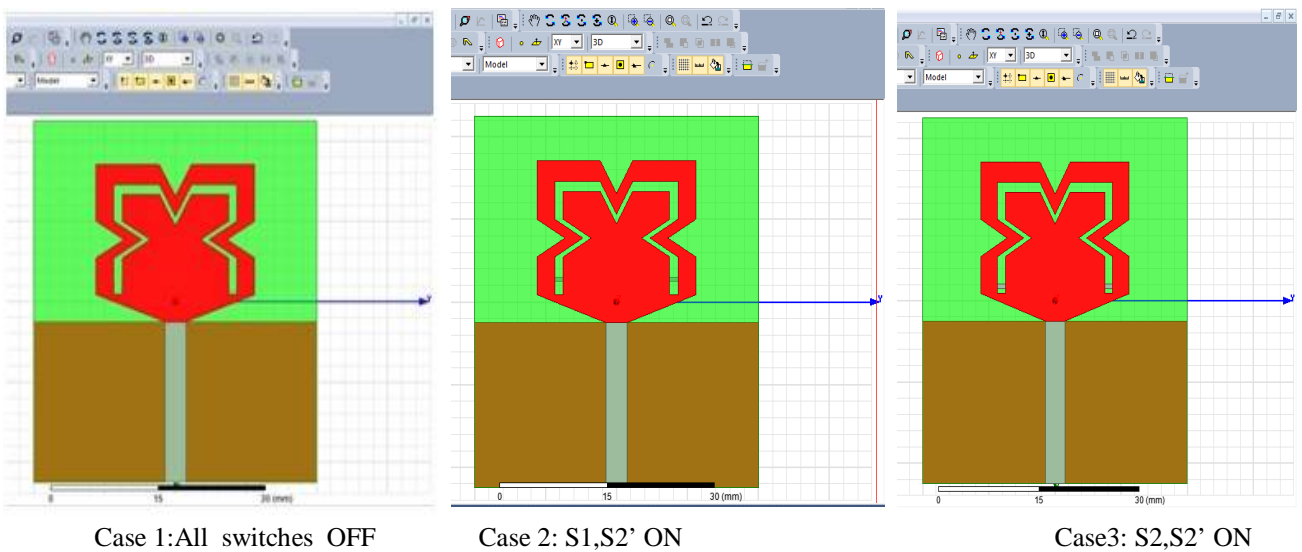 XY 3D
Model
XY 3D
Model
XY 3D
Model
Y
Y
Y
0 15 30 (mm)
0 15 30 (mm)
0 15 30 (mm)
Case 1:All switches OFF
Case 2: S1,S2’ ON
Case3: S2,S2’ ON